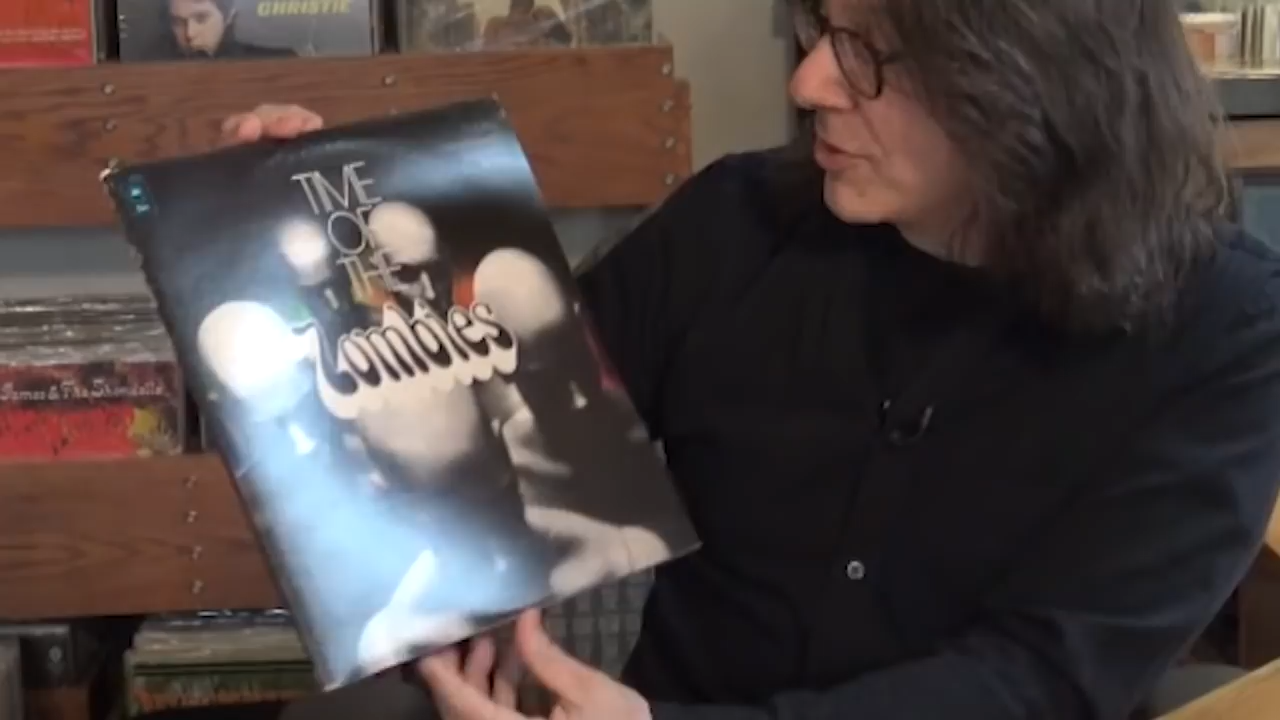 CHRISTIE
TIME
OF
THE
Zombies
James & The Shondells